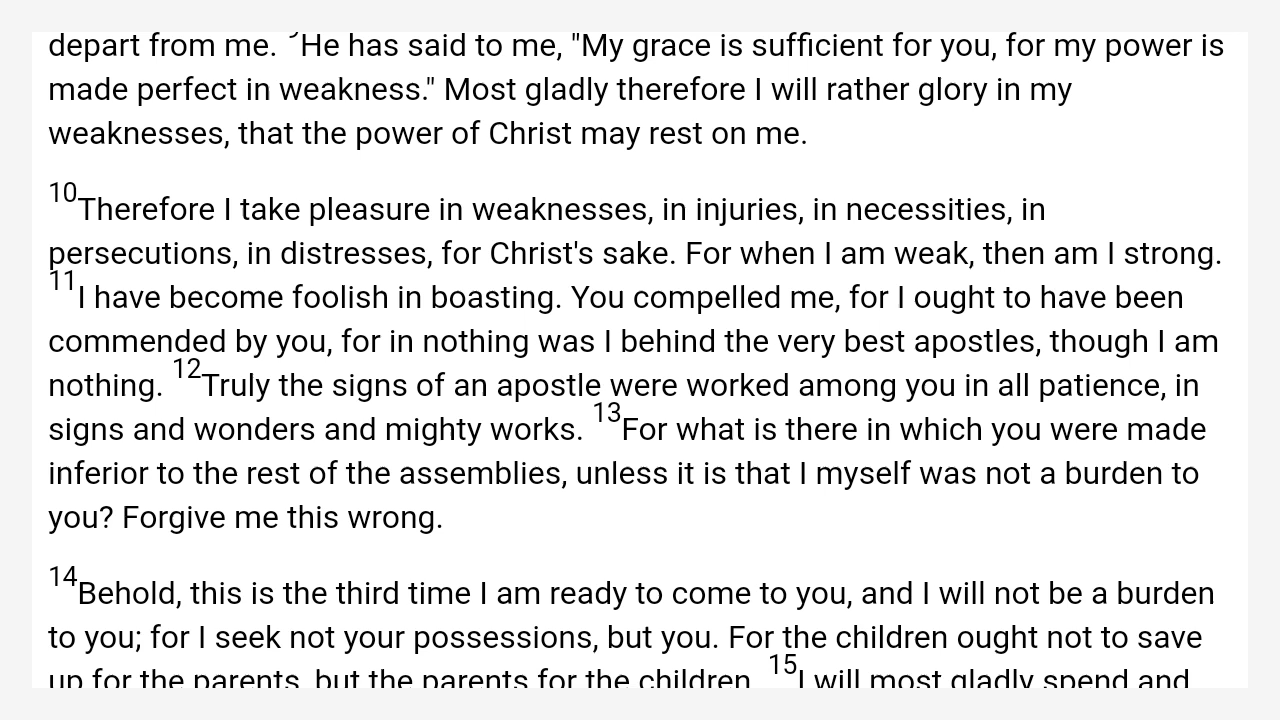 depart from me. 9He has said to me, "My grace is sufficient for you, for my power is
made perfect in weakness." Most gladly therefore I will rather glory in my
weaknesses, that the power of Christ may rest on me.
10Therefore I take pleasure in weaknesses, in injuries, in necessities, in
persecutions, in distresses, for Christ's sake. For when I am weak, then am I strong.
11I have become foolish in boasting. You compelled me, for I ought to have been
commended by you, for in nothing was I behind the very best apostles, though I am
nothing. 12Truly the signs of an apostle were worked among you in all patience, in
signs and wonders and mighty works. 13For what is there in which you were made
inferior to the rest of the assemblies, unless it is that I myself was not a burden to
you? Forgive me this wrong.
14Behold, this is the third time I am ready to come to you, and I will not be a burden
to you; for I seek not your possessions, but you. For the children ought not to save
up for the parents, but the parents for the children. 15I will most gladly spend and